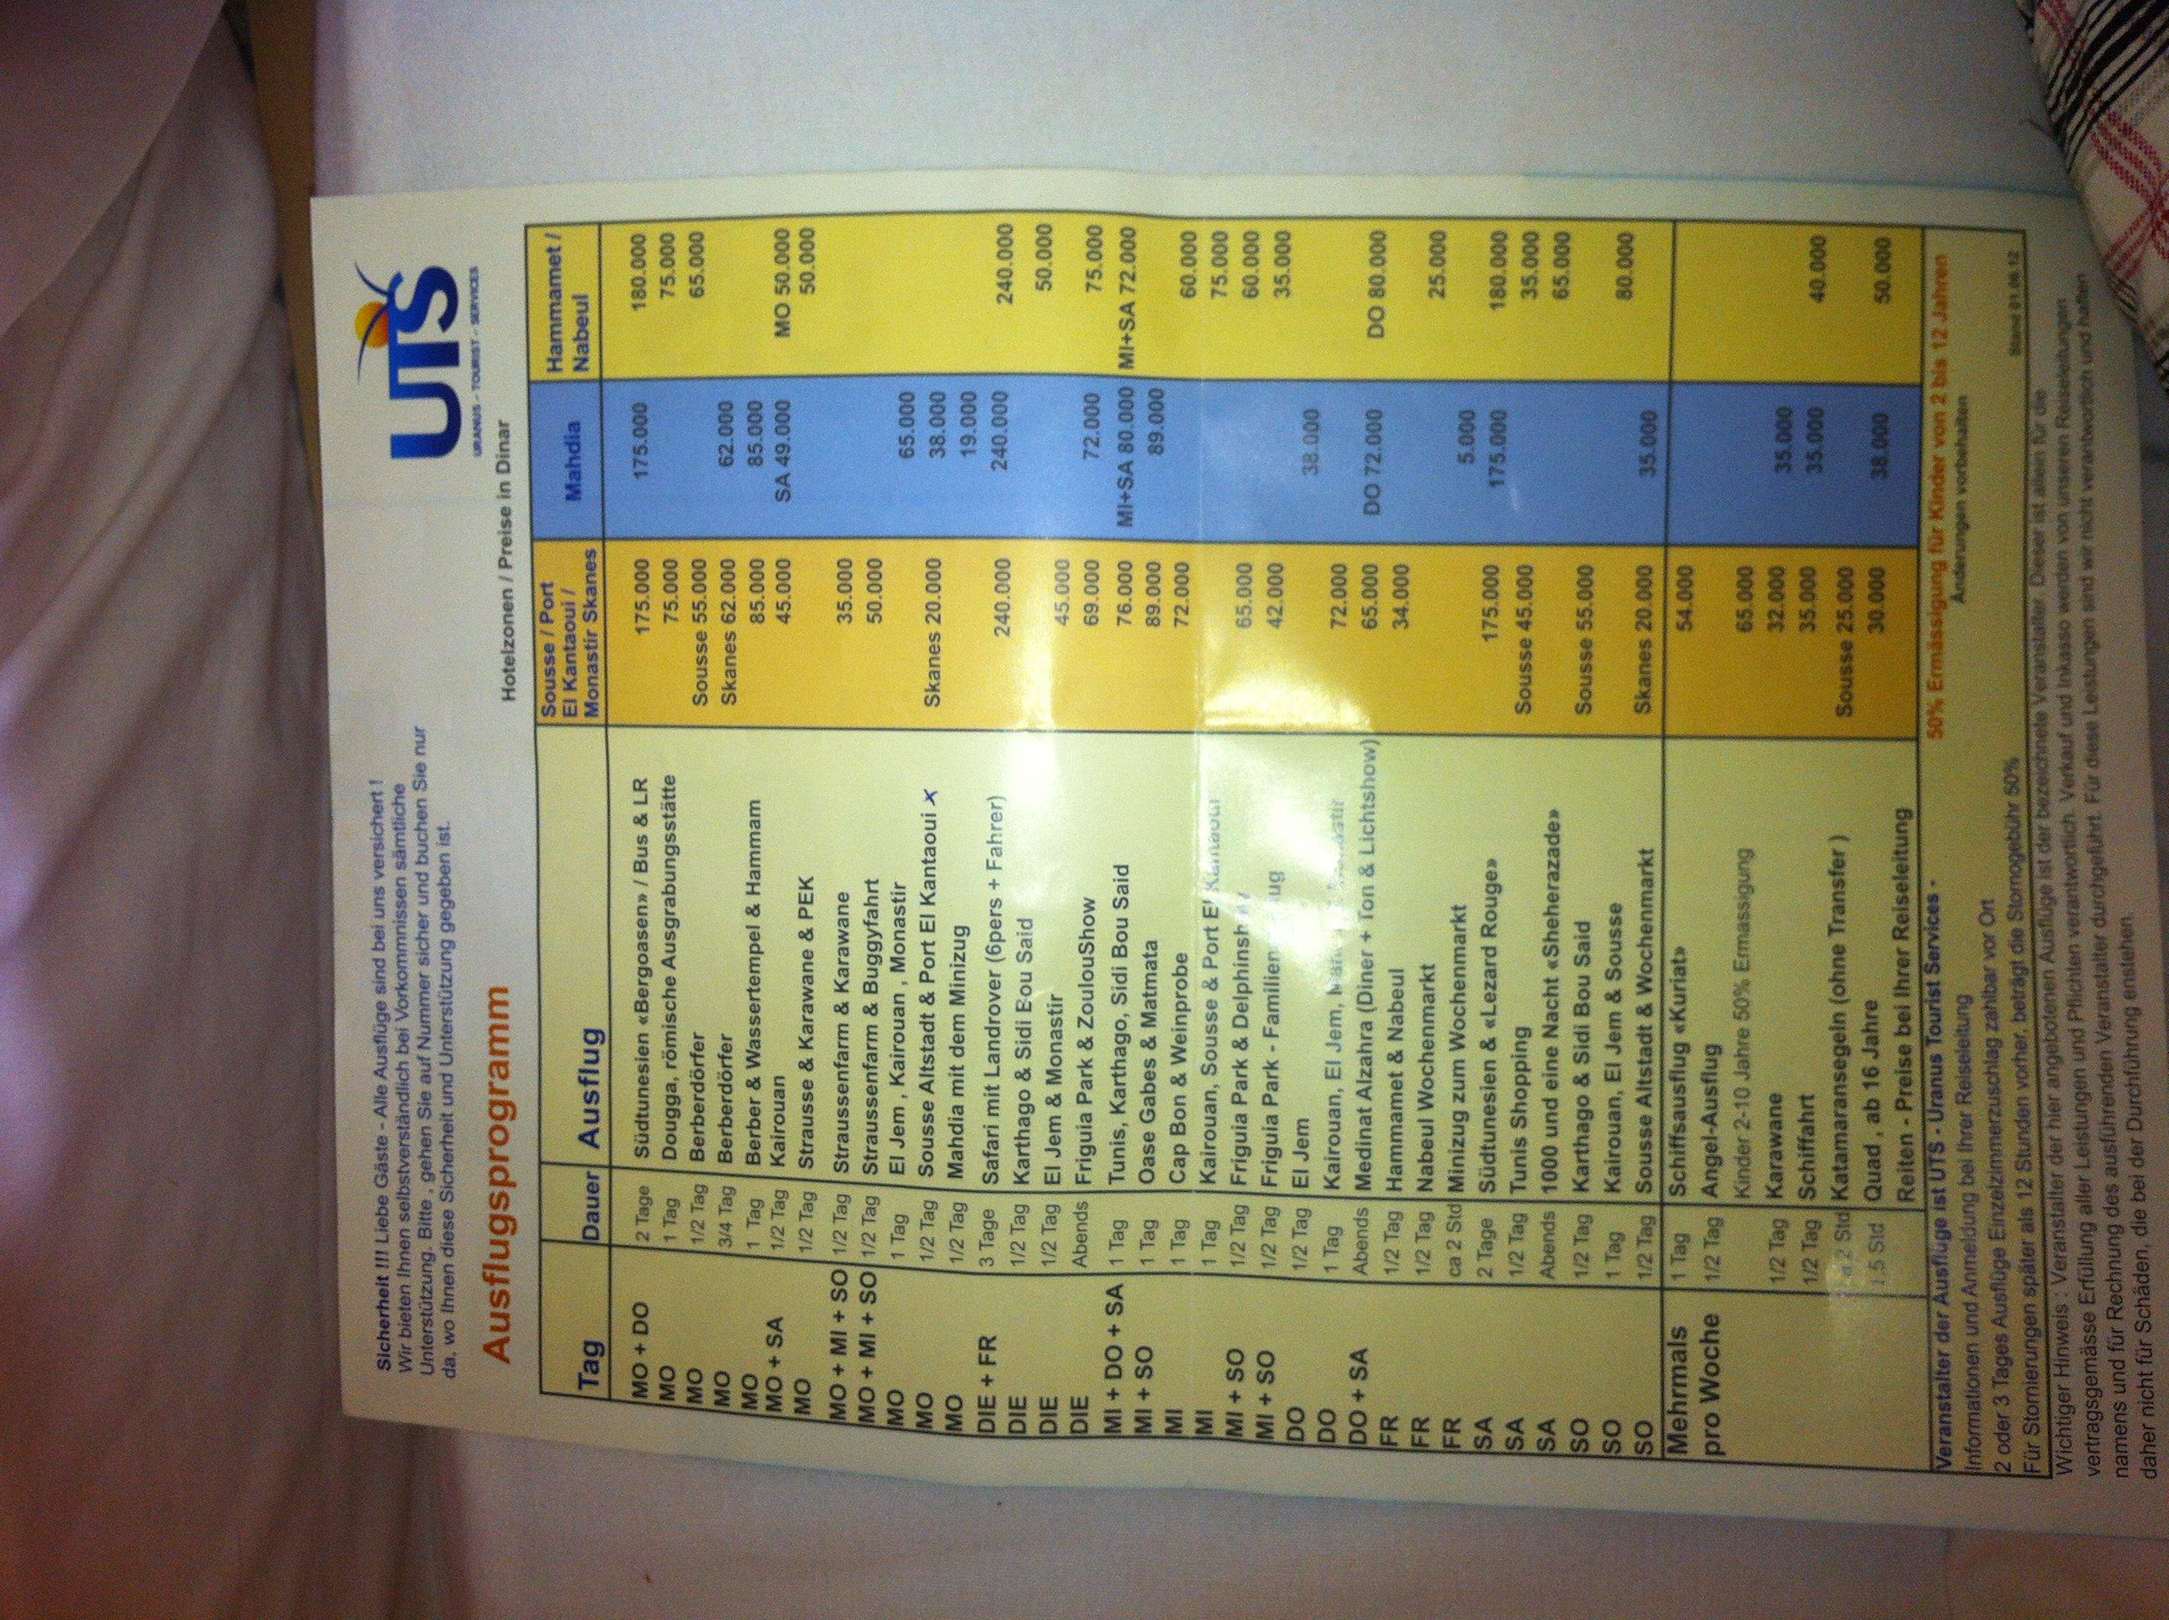 Sicherheit !!! Liebe Gäste - Alle Ausflüge sind bei uns versichert !
Wir bieten Ihnen selbstverständlich bei Vorkommnissen sämtliche
Unterstützung. Bitte , gehen Sie auf Nummer sicher und buchen Sie nur
da, wo Ihnen diese Sicherheit und Unterstützung gegeben ist.
UTS
URANUS - TOURIST - SERVICES
Ausflugsprogramm
Hotelzonen / Preise in Dinar
Tag Dauer Ausflug Sousse / Port El Kantaoui / Monastir Skanes Mahdia Hammamet / Nabeul
MO + DO 2 Tage Südtunesien «Bergoasen» / Bus & LR 175.000 175.000 180.000
MO 1 Tag Dougga, römische Ausgrabungsstätte 75.000 75.000
MO 1/2 Tag Berberdörfer Sousse 55.000 65.000
MO 3/4 Tag Berberdörfer Skanes 62.000 62.000
MO 1 Tag Berber & Wassertempel & Hammam 85.000 85.000
MO + SA 1/2 Tag Kairouan 45.000 SA 49.000 MO 50.000
MO 1/2 Tag Strausse & Karawane & PEK 50.000
MO + MI + SO 1/2 Tag Straussenfarm & Karawane 35.000
MO + MI + SO 1/2 Tag Straussenfarm & Buggyfahrt 50.000
MO 1 Tag El Jem , Kairouan , Monastir 65.000
MO 1/2 Tag Sousse Altstadt & Port El Kantaoui x Skanes 20.000 38.000
MO 1/2 Tag Mahdia mit dem Minizug 19.000
DIE + FR 3 Tage Safari mit Landrover (6pers + Fahrer) 240.000 240.000 240.000
DIE 1/2 Tag Karthago & Sidi Bou Said 50.000
DIE 1/2 Tag El Jem & Monastir 45.000
DIE Abends Friguia Park & ZoulouShow 69.000 72.000 75.000
MI + DO + SA 1 Tag Tunis, Karthago, Sidi Bou Said 76.000 MI+SA 80.000 MI+SA 72.000
MI + SO 1 Tag Oase Gabes & Matmata 89.000 89.000
MI 1 Tag Cap Bon & Weinprobe 72.000 60.000
MI 1 Tag Kairouan, Sousse & Port El Kantaoui 75.000
MI + SO 1/2 Tag Friguia Park & 65.000 60.000
MI + SO 1/2 Tag Friguia Park - 42.000 35.000
DO 1/2 Tag El Jem 38.000
DO 1 Tag Kairouan, El Jem, 72.000
DO + SA Abends Medinat Alzahra (Diner + Ton & Lichtshow) 65.000 DO 72.000 DO 80.000
FR 1/2 Tag Hammamet & Nabeul 34.000
FR 1/2 Tag Nabeul Wochenmarkt 25.000
FR ca 2 Std Minizug zum Wochenmarkt 5.000
SA 2 Tage Südtunesien & «Lezard Rouge» 175.000 175.000 180.000
SA 1/2 Tag Tunis Shopping Sousse 45.000 35.000
SA Abends 1000 und eine Nacht «Sheherazade» 65.000
SO 1/2 Tag Karthago & Sidi Bou Said Sousse 55.000
SO 1 Tag Kairouan, El Jem & Sousse 80.000
SO 1/2 Tag Sousse Altstadt & Wochenmarkt Skanes 20.000 35.000
Mehrmals 1 Tag Schiffsausflug «Kuriat» 54.000
pro Woche 1/2 Tag Angel-Ausflug
Kinder 2-10 Jahre 50% Ermässigung 65.000
1/2 Tag Karawane 32.000 35.000
1/2 Tag Schiffahrt 35.000 35.000 40.000
2 Std Katamaransegeln (ohne Transfer ) Sousse 25.000
1.5 Std Quad , ab 16 Jahre 30.000 38.000 50.000
Reiten - Preise bei Ihrer Reiseleitung
Veranstalter der Ausflüge ist UTS - Uranus Tourist Services - 50% Ermässigung für Kinder von 2 bis 12 Jahren
Informationen und Anmeldung bei Ihrer Reiseleitung Änderungen vorbehalten
2 oder 3 Tages Ausflüge Einzelzimmerzuschlag zahlbar vor Ort
Für Stornierungen später als 12 Stunden vorher, beträgt die Stornogebühr 50% Stand 01.06.12
Wichtiger Hinweis : Veranstalter der hier angebotenen Ausflüge ist der bezeichnete Veranstalter. Dieser ist allein für die
vertragsgemässe Erfüllung aller Leistungen und Pflichten verantwortlich. Verkauf und Inkasso werden von unseren Reiseleitungen
namens und für Rechnung des ausführenden Veranstalter durchgeführt. Für diese Leistungen sind wir nicht verantwortlich und haften
daher nicht für Schäden, die bei der Durchführung enstehen.